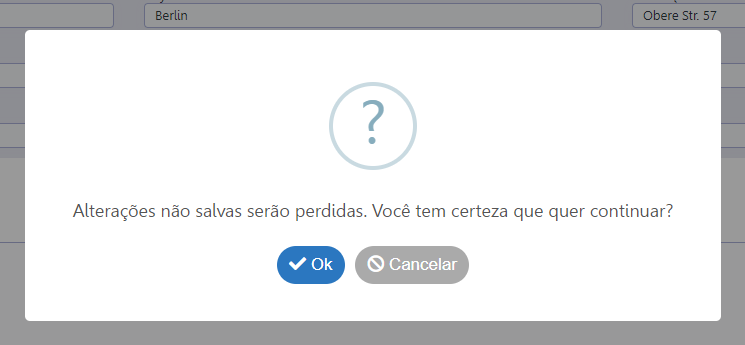 Berlin
Obere Str. 57
?
Alterações não salvas serão perdidas. Você tem certeza que quer continuar?
Ok
Cancelar